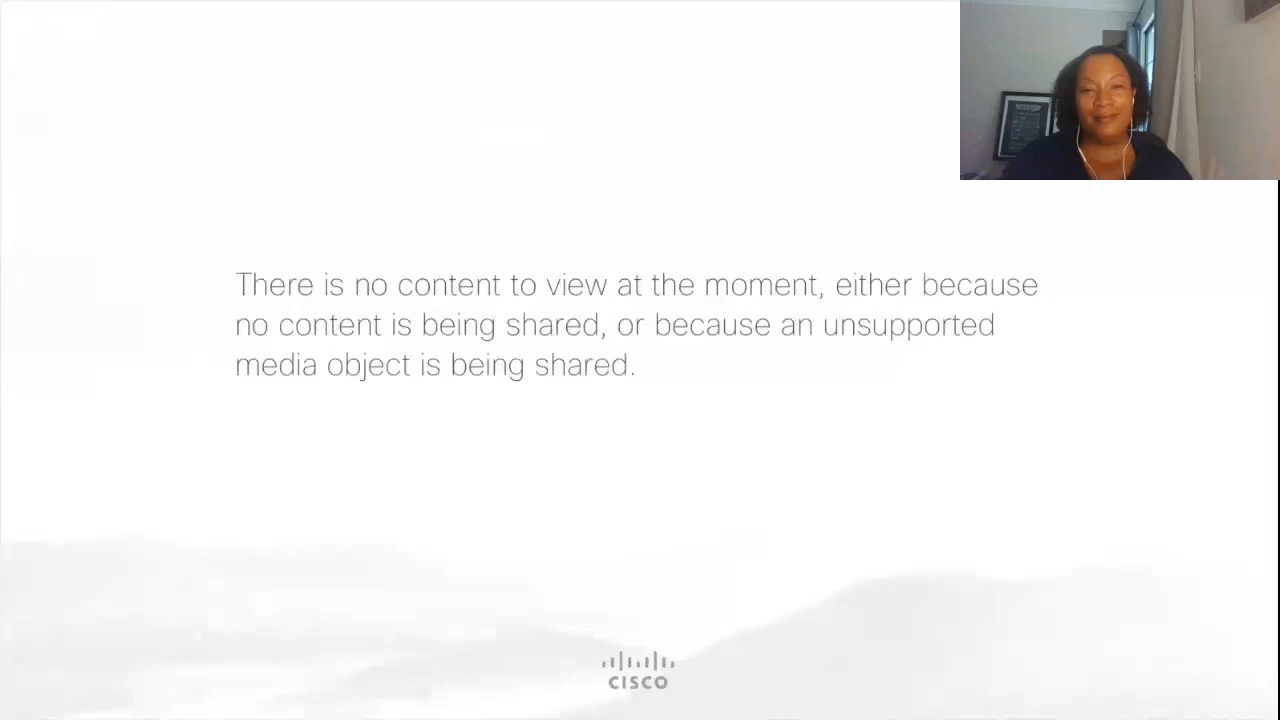 There is no content to view at the moment, either because
no content is being shared, or because an unsupported
media object is being shared.
CISCO